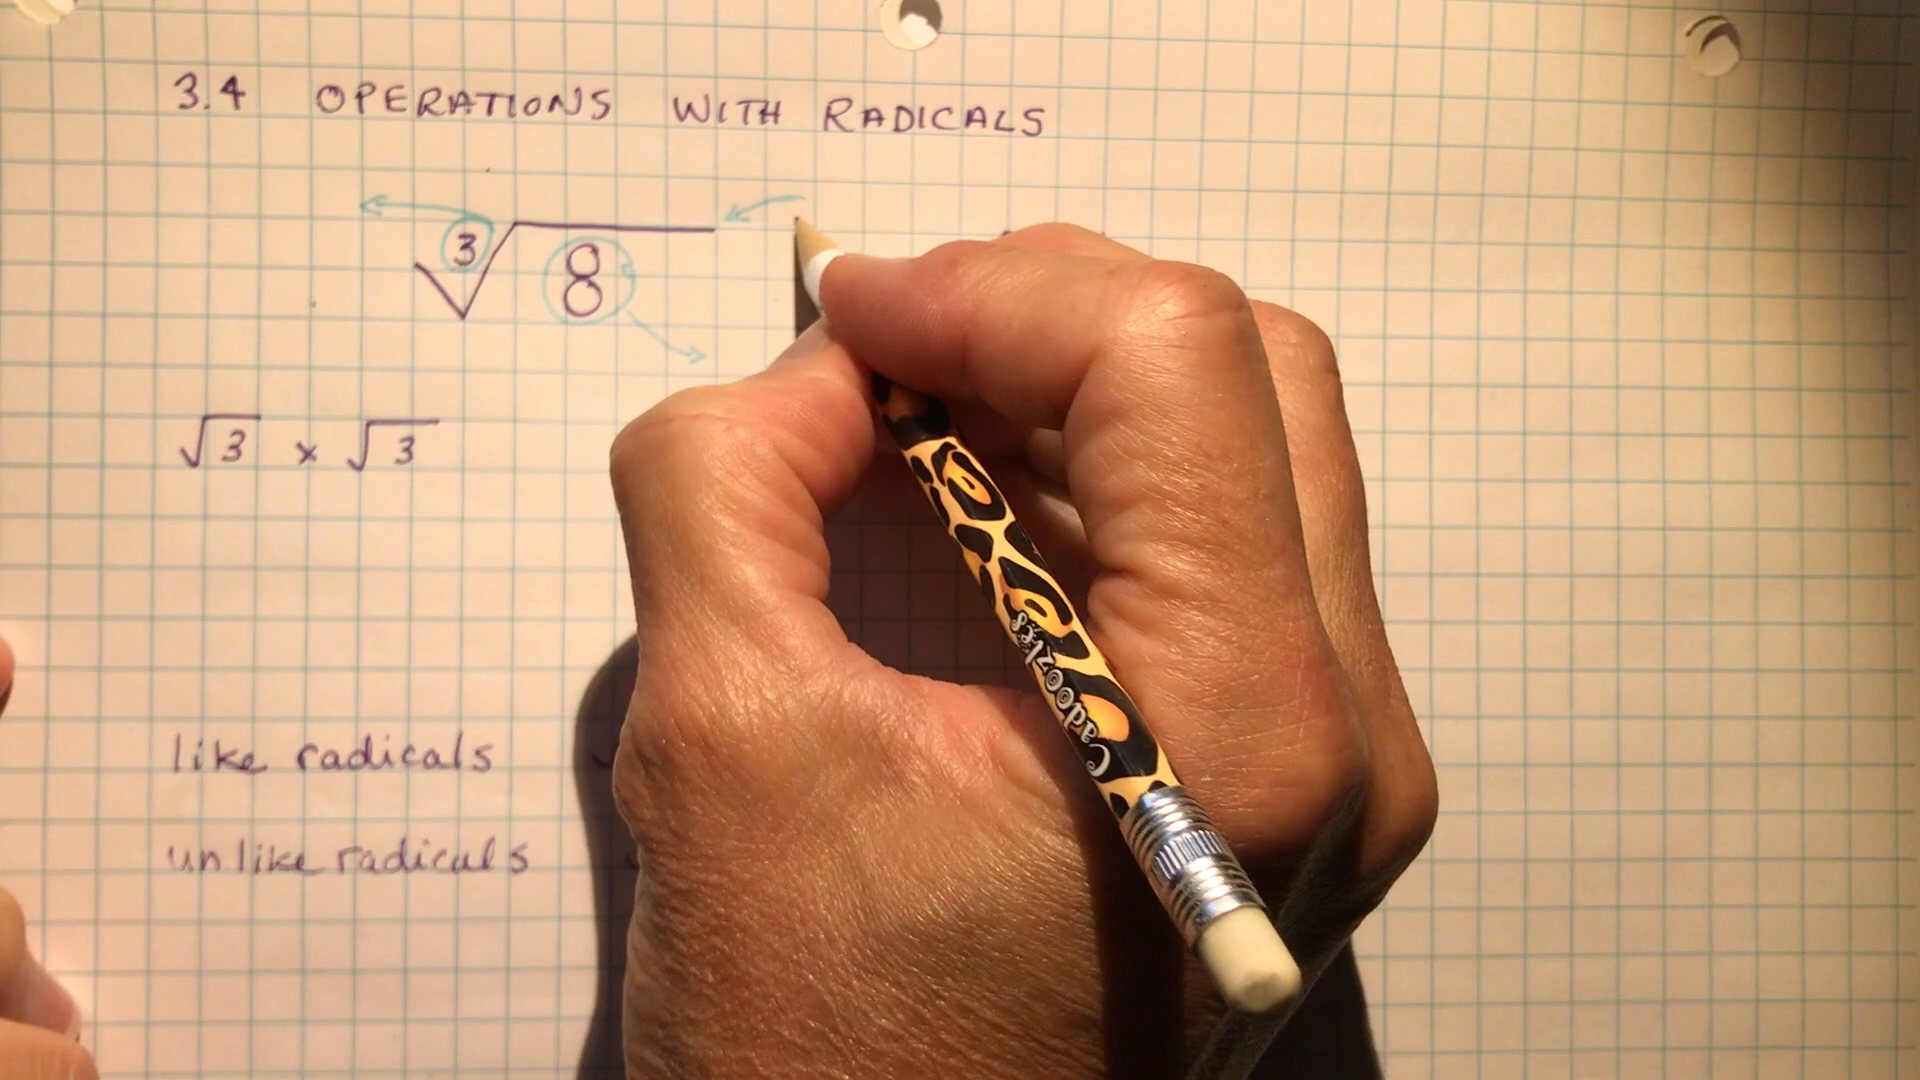 3.4 OPERATIONS WITH RADICALS
∛8
√3 × √3
like radicals
unlike radicals
Cadoozles